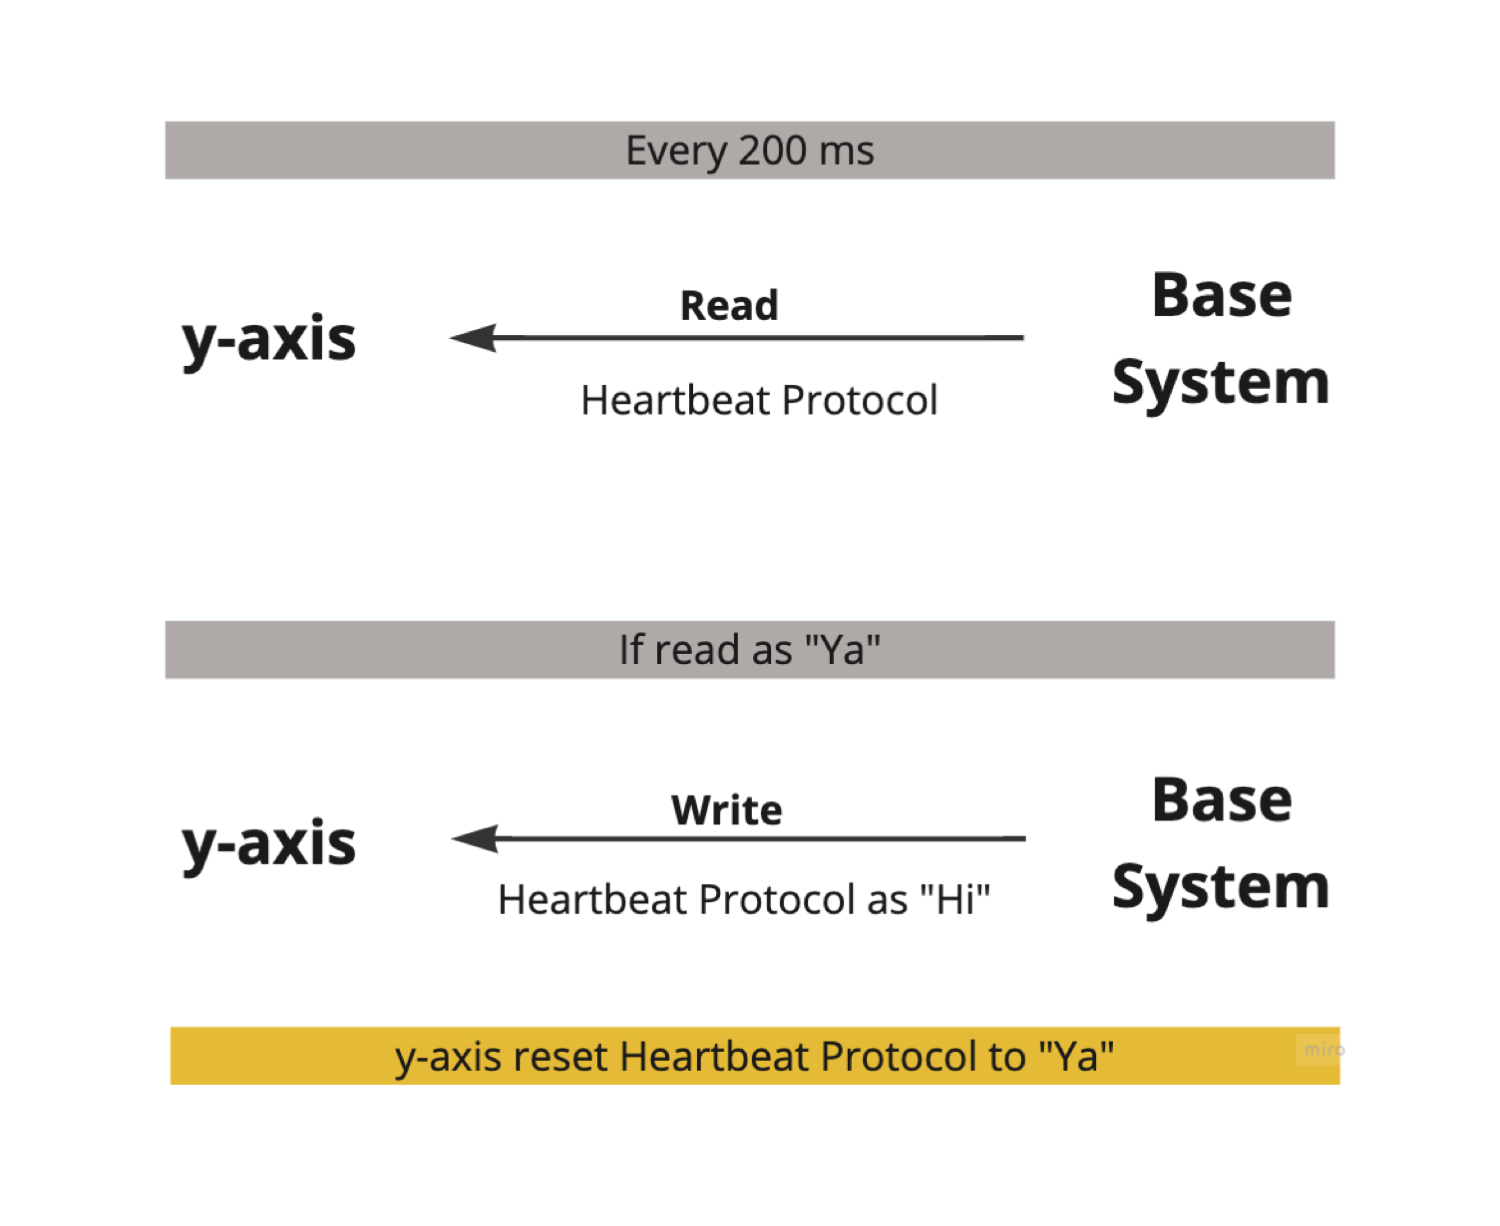 Every 200 ms
y-axis
Read
Heartbeat Protocol
Base
System
If read as "Ya"
y-axis
Write
Heartbeat Protocol as "Hi"
Base
System
y-axis reset Heartbeat Protocol to "Ya"
miro